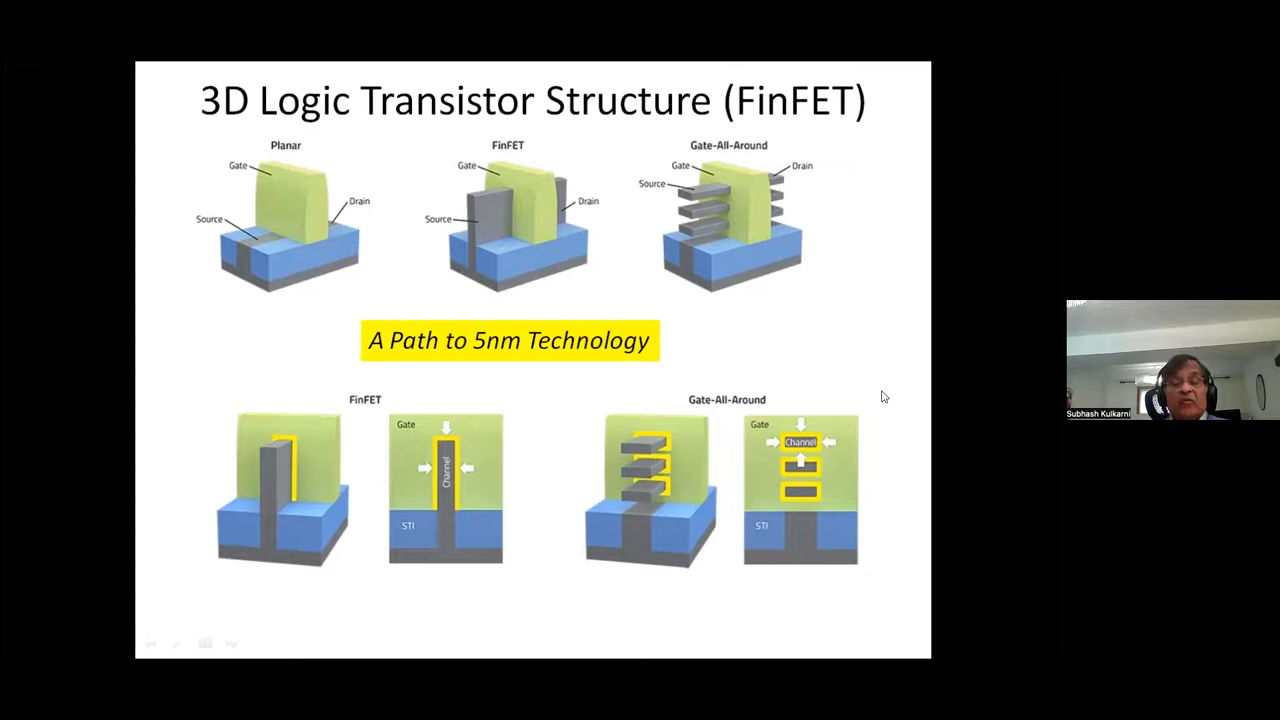 3D Logic Transistor Structure (FinFET)
Planar
FinFET
Gate-All-Around
Gate
Drain
Source
Gate
Drain
Source
Gate
Drain
Source
A Path to 5nm Technology
FinFET
Gate-All-Around
Gate
Channel
STI
Gate
Channel
STI
Subhash Kulkarni